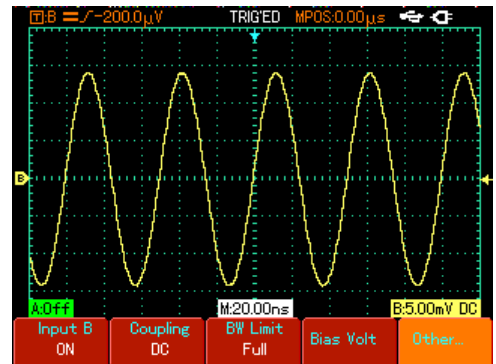 T:B -200.0μV TRIG'ED MPOS:0.00μs
B
A:Off M:20.00ns B:5.00mV DC
Input B Coupling BW Limit Bias Volt Other...
ON DC Full